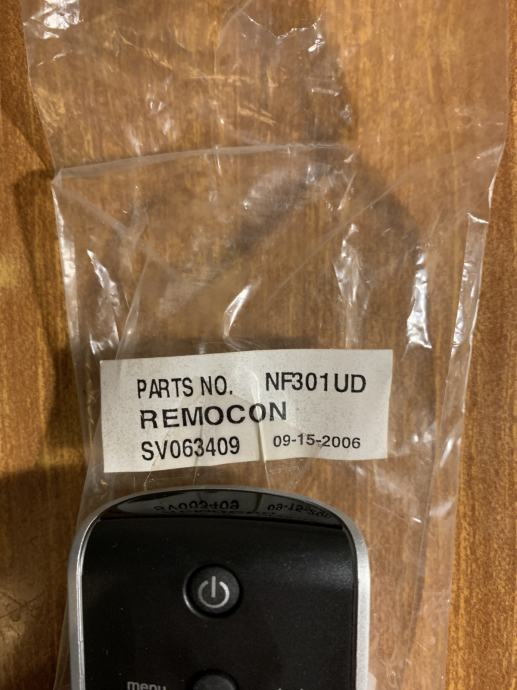 PARTS NO. NF301UD
REMOCON
SV063409 09-15-2006
menu